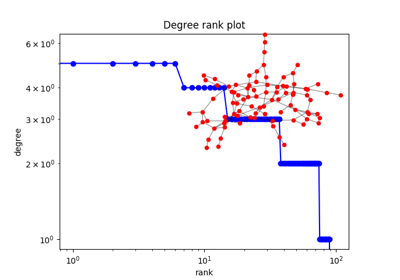 Degree rank plot
6 × 10⁰
4 × 10⁰
3 × 10⁰
2 × 10⁰
10⁰
degree
10⁰ 10¹ 10²
rank